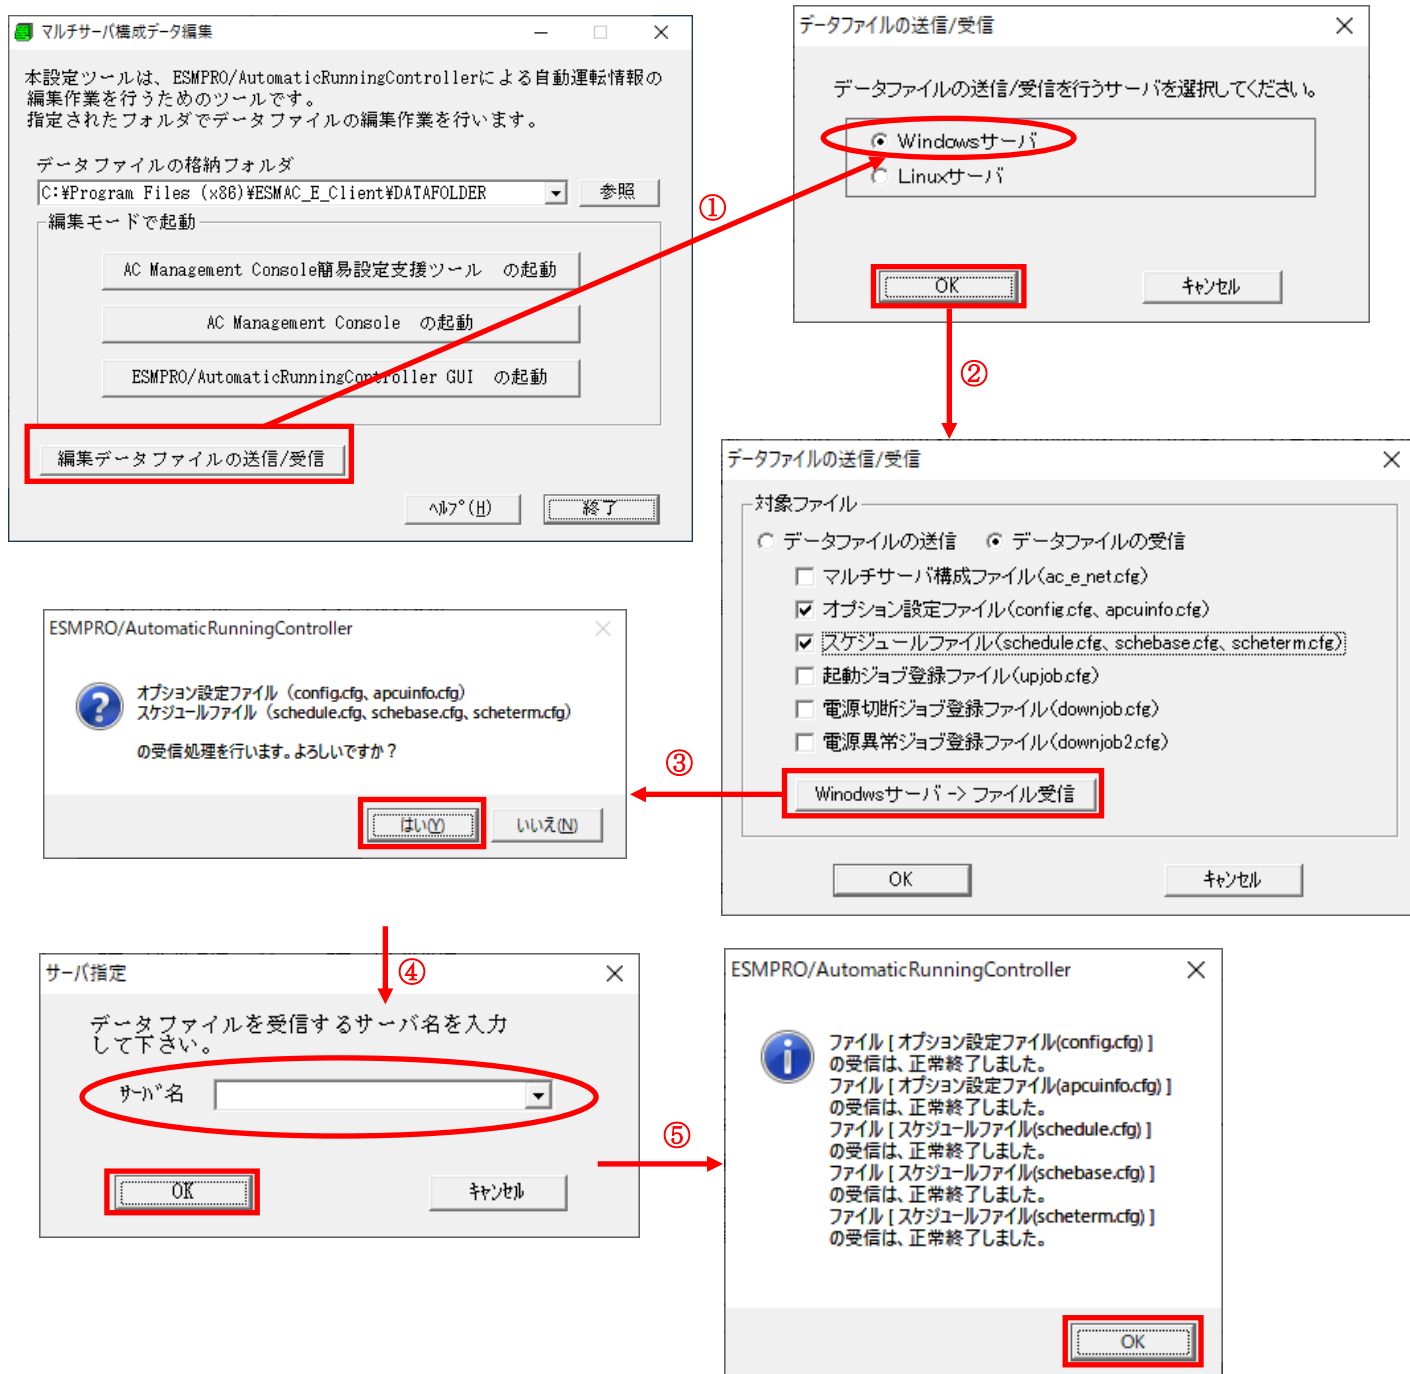 マルチサーバ構成データ編集
本設定ツールは、ESMPRO/AutomaticRunningControllerによる自動運転情報の
編集作業を行うためのツールです。
指定されたフォルダでデータファイルの編集作業を行います。
データファイルの格納フォルダ
C:¥Program Files (x86)¥ESMAC_E_Client¥DATAFOLDER
参照
編集モードで起動
AC Management Console簡易設定支援ツール の起動
AC Management Console の起動
ESMPRO/AutomaticRunningController GUI の起動
編集データファイルの送信/受信
ヘルプ(H)
終了
①
データファイルの送信/受信
データファイルの送信/受信を行うサーバを選択してください。
Windowsサーバ
Linuxサーバ
OK
キャンセル
②
データファイルの送信/受信
対象ファイル
データファイルの送信 データファイルの受信
マルチサーバ構成ファイル(ac_e_net.cfg)
オプション設定ファイル(config.cfg、apcuinfo.cfg)
スケジュールファイル(schedule.cfg、schebase.cfg、scheterm.cfg)
起動ジョブ登録ファイル(upjob.cfg)
電源切断ジョブ登録ファイル(downjob.cfg)
電源異常ジョブ登録ファイル(downjob2.cfg)
Winodwsサーバ -> ファイル受信
OK
キャンセル
③
ESMPRO/AutomaticRunningController
オプション設定ファイル (config.cfg、apcuinfo.cfg)
スケジュールファイル (schedule.cfg、schebase.cfg、scheterm.cfg)
の受信処理を行います。よろしいですか?
はい(Y)
いいえ(N)
④
サーバ指定
データファイルを受信するサーバ名を入力
して下さい。
サーバ名
OK
キャンセル
⑤
ESMPRO/AutomaticRunningController
ファイル [ オプション設定ファイル(config.cfg) ]
の受信は、正常終了しました。
ファイル [ オプション設定ファイル(apcuinfo.cfg) ]
の受信は、正常終了しました。
ファイル [ スケジュールファイル(schedule.cfg) ]
の受信は、正常終了しました。
ファイル [ スケジュールファイル(schebase.cfg) ]
の受信は、正常終了しました。
ファイル [ スケジュールファイル(scheterm.cfg) ]
の受信は、正常終了しました。
OK